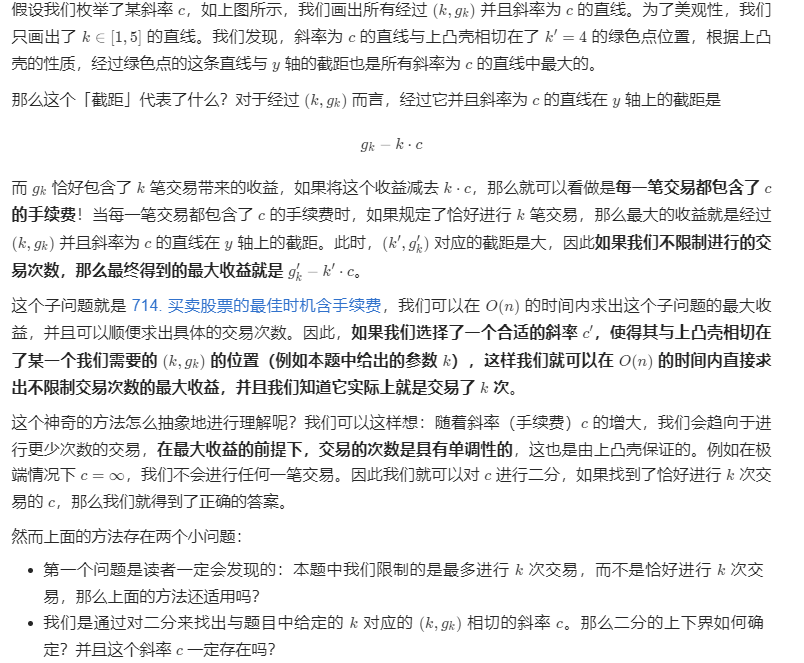 假设我们枚举了某斜率 c，如上图所示，我们画出所有经过 (k, gk) 并且斜率为 c 的直线。为了美观性，我们
只画出了 k ∈ [1, 5] 的直线。我们发现，斜率为 c 的直线与上凸壳相切在了 k′ = 4 的绿色点位置，根据上凸
壳的性质，经过绿色点的这条直线与 y 轴的截距也是所有斜率为 c 的直线中最大的。
那么这个「截距」代表了什么？对于经过 (k, gk) 而言，经过它并且斜率为 c 的直线在 y 轴上的截距是
gk − k · c
而 gk 恰好包含了 k 笔交易带来的收益，如果将这个收益减去 k · c，那么就可以看做是每一笔交易都包含了 c
的手续费！当每一笔交易都包含了 c 的手续费时，如果规定了恰好进行 k 笔交易，那么最大的收益就是经过
(k, gk) 并且斜率为 c 的直线在 y 轴上的截距。此时，(k′, g′k) 对应的截距是大，因此如果我们不限制进行的交
易次数，那么最终得到的最大收益就是 g′k − k′ · c。
这个子问题就是 714. 买卖股票的最佳时机含手续费，我们可以在 O(n) 的时间内求出这个子问题的最大收
益，并且可以顺便求出具体的交易次数。因此，如果我们选择了一个合适的斜率 c′，使得其与上凸壳相切在
了某一个我们需要的 (k, gk) 的位置（例如本题中给出的参数 k），这样我们就可以在 O(n) 的时间内直接求
出不限制交易次数的最大收益，并且我们知道它实际上就是交易了 k 次。
这个神奇的方法怎么抽象地进行理解呢？我们可以这样想：随着斜率（手续费）c 的增大，我们会趋向于进
行更少次数的交易，在最大收益的前提下，交易的次数是具有单调性的，这也是由上凸壳保证的。例如在极
端情况下 c = ∞，我们不会进行任何一笔交易。因此我们就可以对 c 进行二分，如果找到了恰好进行 k 次交
易的 c，那么我们就得到了正确的答案。
然而上面的方法存在两个小问题：
• 第一个问题是读者一定会发现的：本题中我们限制的是最多进行 k 次交易，而不是恰好进行 k 次交
易，那么上面的方法还适用吗？
• 我们是通过对二分来找出与题目中给定的 k 对应的 (k, gk) 相切的斜率 c。那么二分的上下界如何确
定？并且这个斜率 c 一定存在吗？